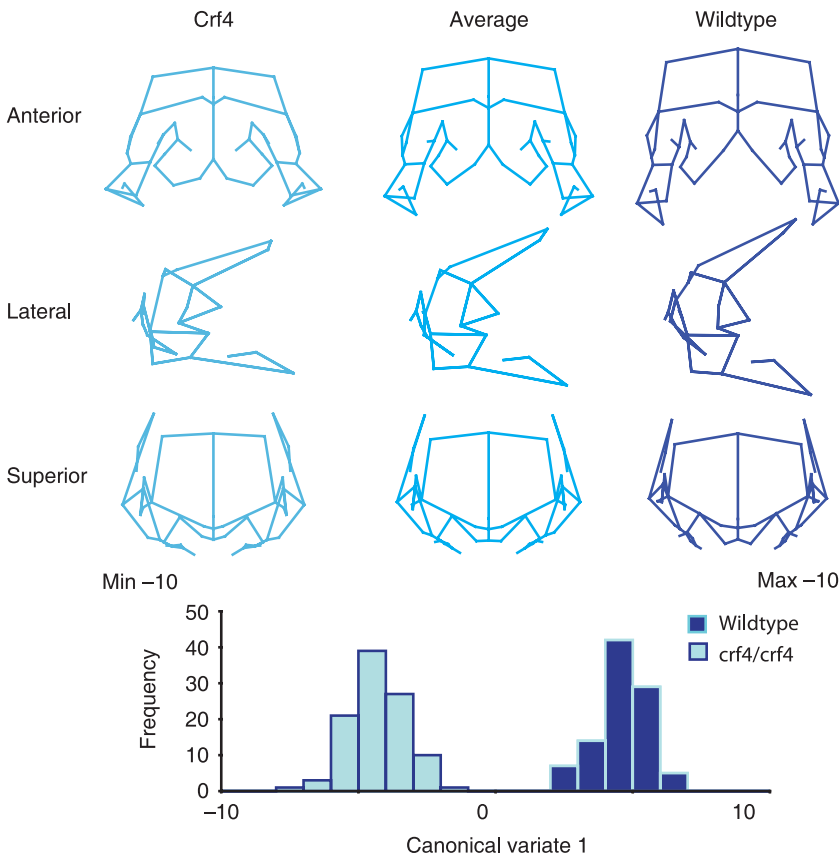 Crf4 Average Wildtype
Anterior
Lateral
Superior
Min –10 Max –10
50
40
30
20
10
0
Frequency
Wildtype
crf4/crf4
–10 0 10
Canonical variate 1